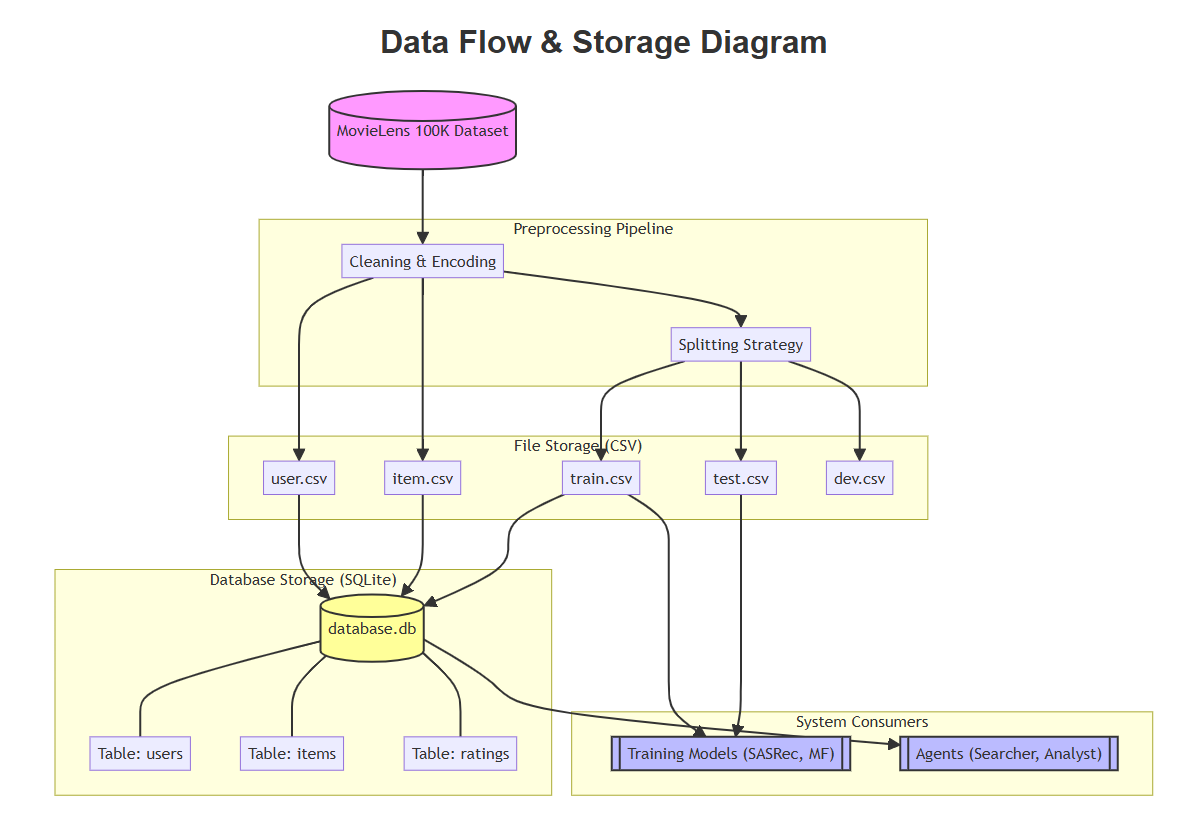 Data Flow & Storage Diagram
MovieLens 100K Dataset
Preprocessing Pipeline
Cleaning & Encoding
Splitting Strategy
File Storage (CSV)
user.csv
item.csv
train.csv
test.csv
dev.csv
Database Storage (SQLite)
database.db
Table: users
Table: items
Table: ratings
System Consumers
Training Models (SASRec, MF)
Agents (Searcher, Analyst)